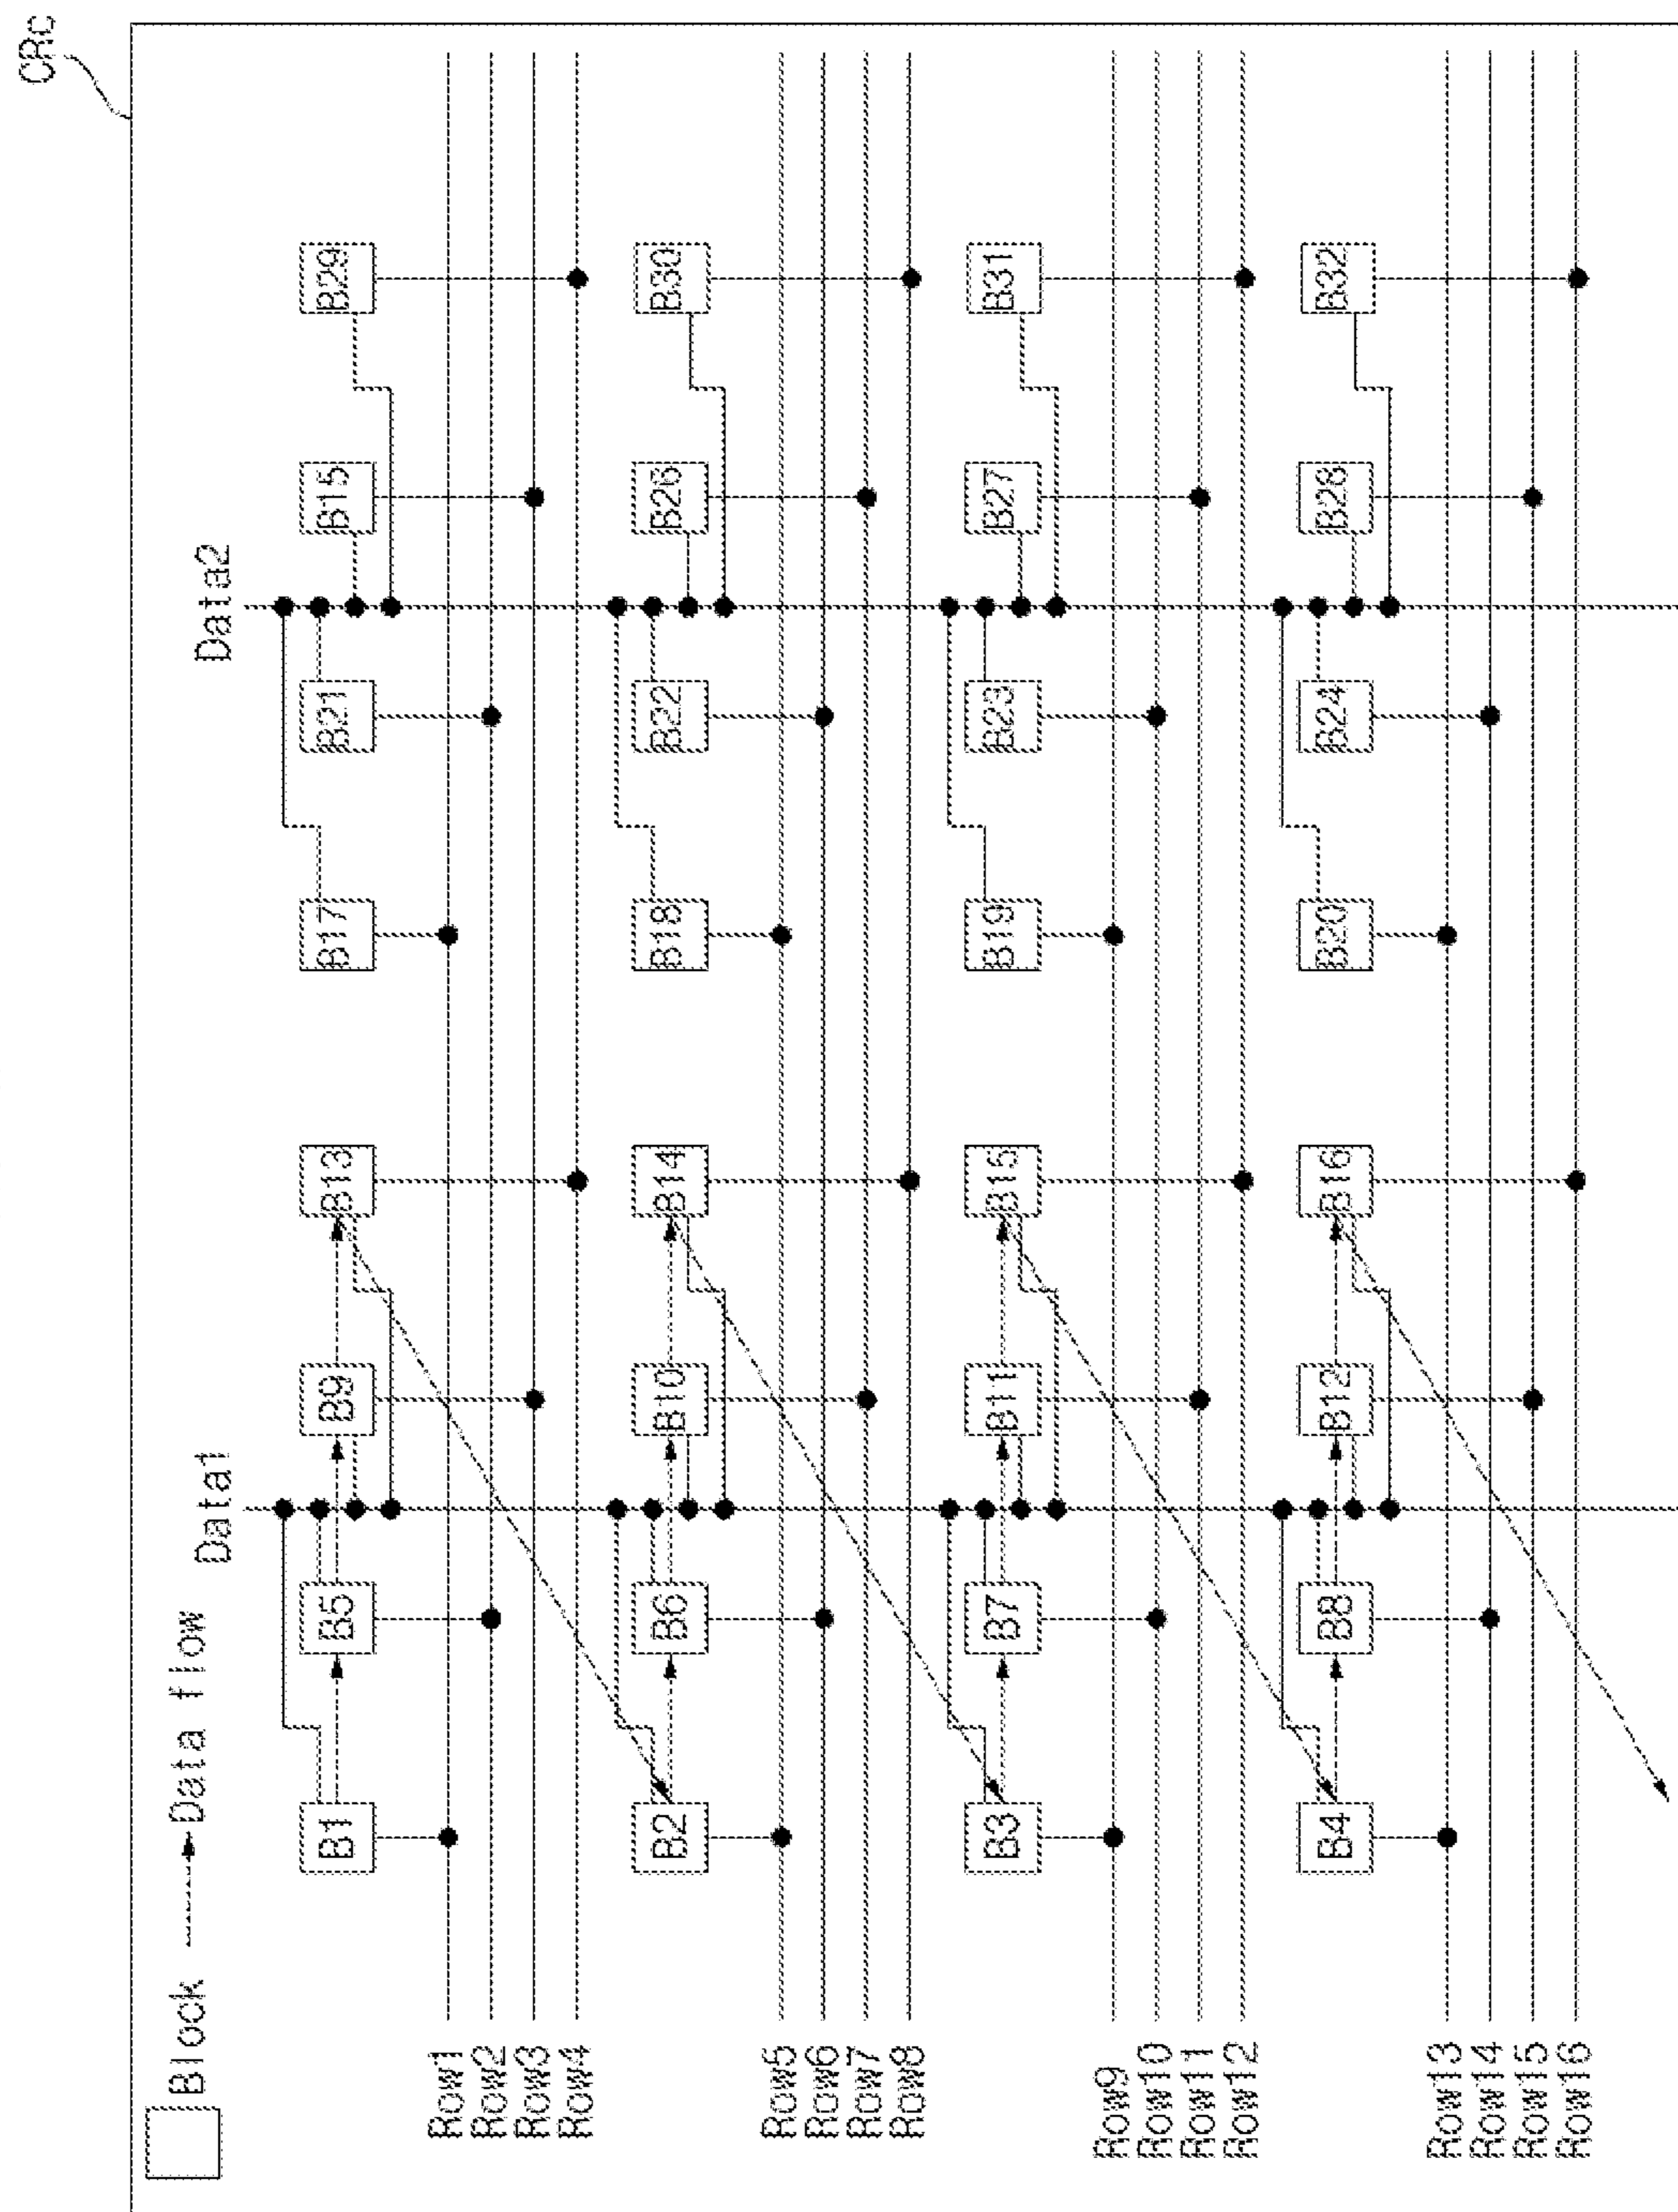 CRc
Block
Data flow
Data1
Data2
B1
B5
B9
B13
B17
B21
B15
B29
Row1
Row2
Row3
Row4
B2
B6
B10
B14
B18
B22
B26
B30
Row5
Row6
Row7
Row8
B3
B7
B11
B15
B19
B23
B27
B31
Row9
Row10
Row11
Row12
B4
B8
B12
B16
B20
B24
B28
B32
Row13
Row14
Row15
Row16